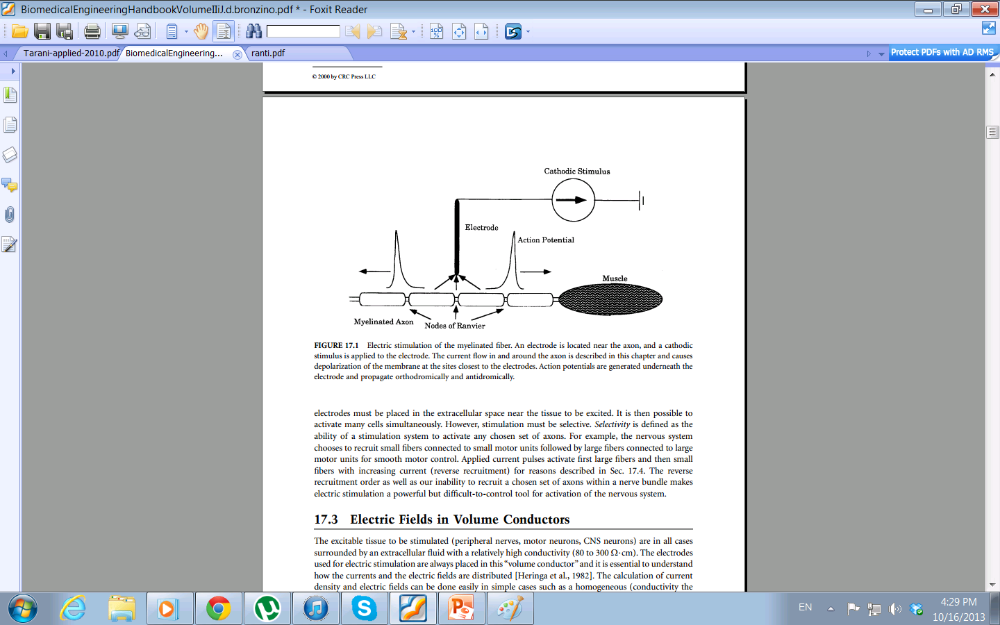 BiomedicalEngineeringHandbookVolumeIIiJ.d.bronzino.pdf * - Foxit Reader
Tarani-applied-2010.pdf
BiomedicalEngineering...
ranti.pdf
Protect PDFs with AD RMS
© 2000 by CRC Press LLC
Cathodic Stimulus
Electrode
Action Potential
Muscle
Myelinated Axon
Nodes of Ranvier
FIGURE 17.1 Electric stimulation of the myelinated fiber. An electrode is located near the axon, and a cathodic
stimulus is applied to the electrode. The current flow in and around the axon is described in this chapter and causes
depolarization of the membrane at the sites closest to the electrodes. Action potentials are generated underneath the
electrode and propagate orthodromically and antidromically.
electrodes must be placed in the extracellular space near the tissue to be excited. It is then possible to
activate many cells simultaneously. However, stimulation must be selective. Selectivity is defined as the
ability of a stimulation system to activate any chosen set of axons. For example, the nervous system
chooses to recruit small fibers connected to small motor units followed by large fibers connected to large
motor units for smooth motor control. Applied current pulses activate first large fibers and then small
fibers with increasing current (reverse recruitment) for reasons described in Sec. 17.4. The reverse
recruitment order as well as our inability to recruit a chosen set of axons within a nerve bundle makes
electric stimulation a powerful but difficult-to-control tool for activation of the nervous system.
17.3 Electric Fields in Volume Conductors
The excitable tissue to be stimulated (peripheral nerves, motor neurons, CNS neurons) are in all cases
surrounded by an extracellular fluid with a relatively high conductivity (80 to 300 Ω·cm). The electrodes
used for electric stimulation are always placed in this “volume conductor” and it is essential to understand
how the currents and the electric fields are distributed [Heringa et al., 1982]. The calculation of current
density and electric fields can be done easily in simple cases such as a homogeneous (conductivity the
EN
4:29 PM
10/16/2013